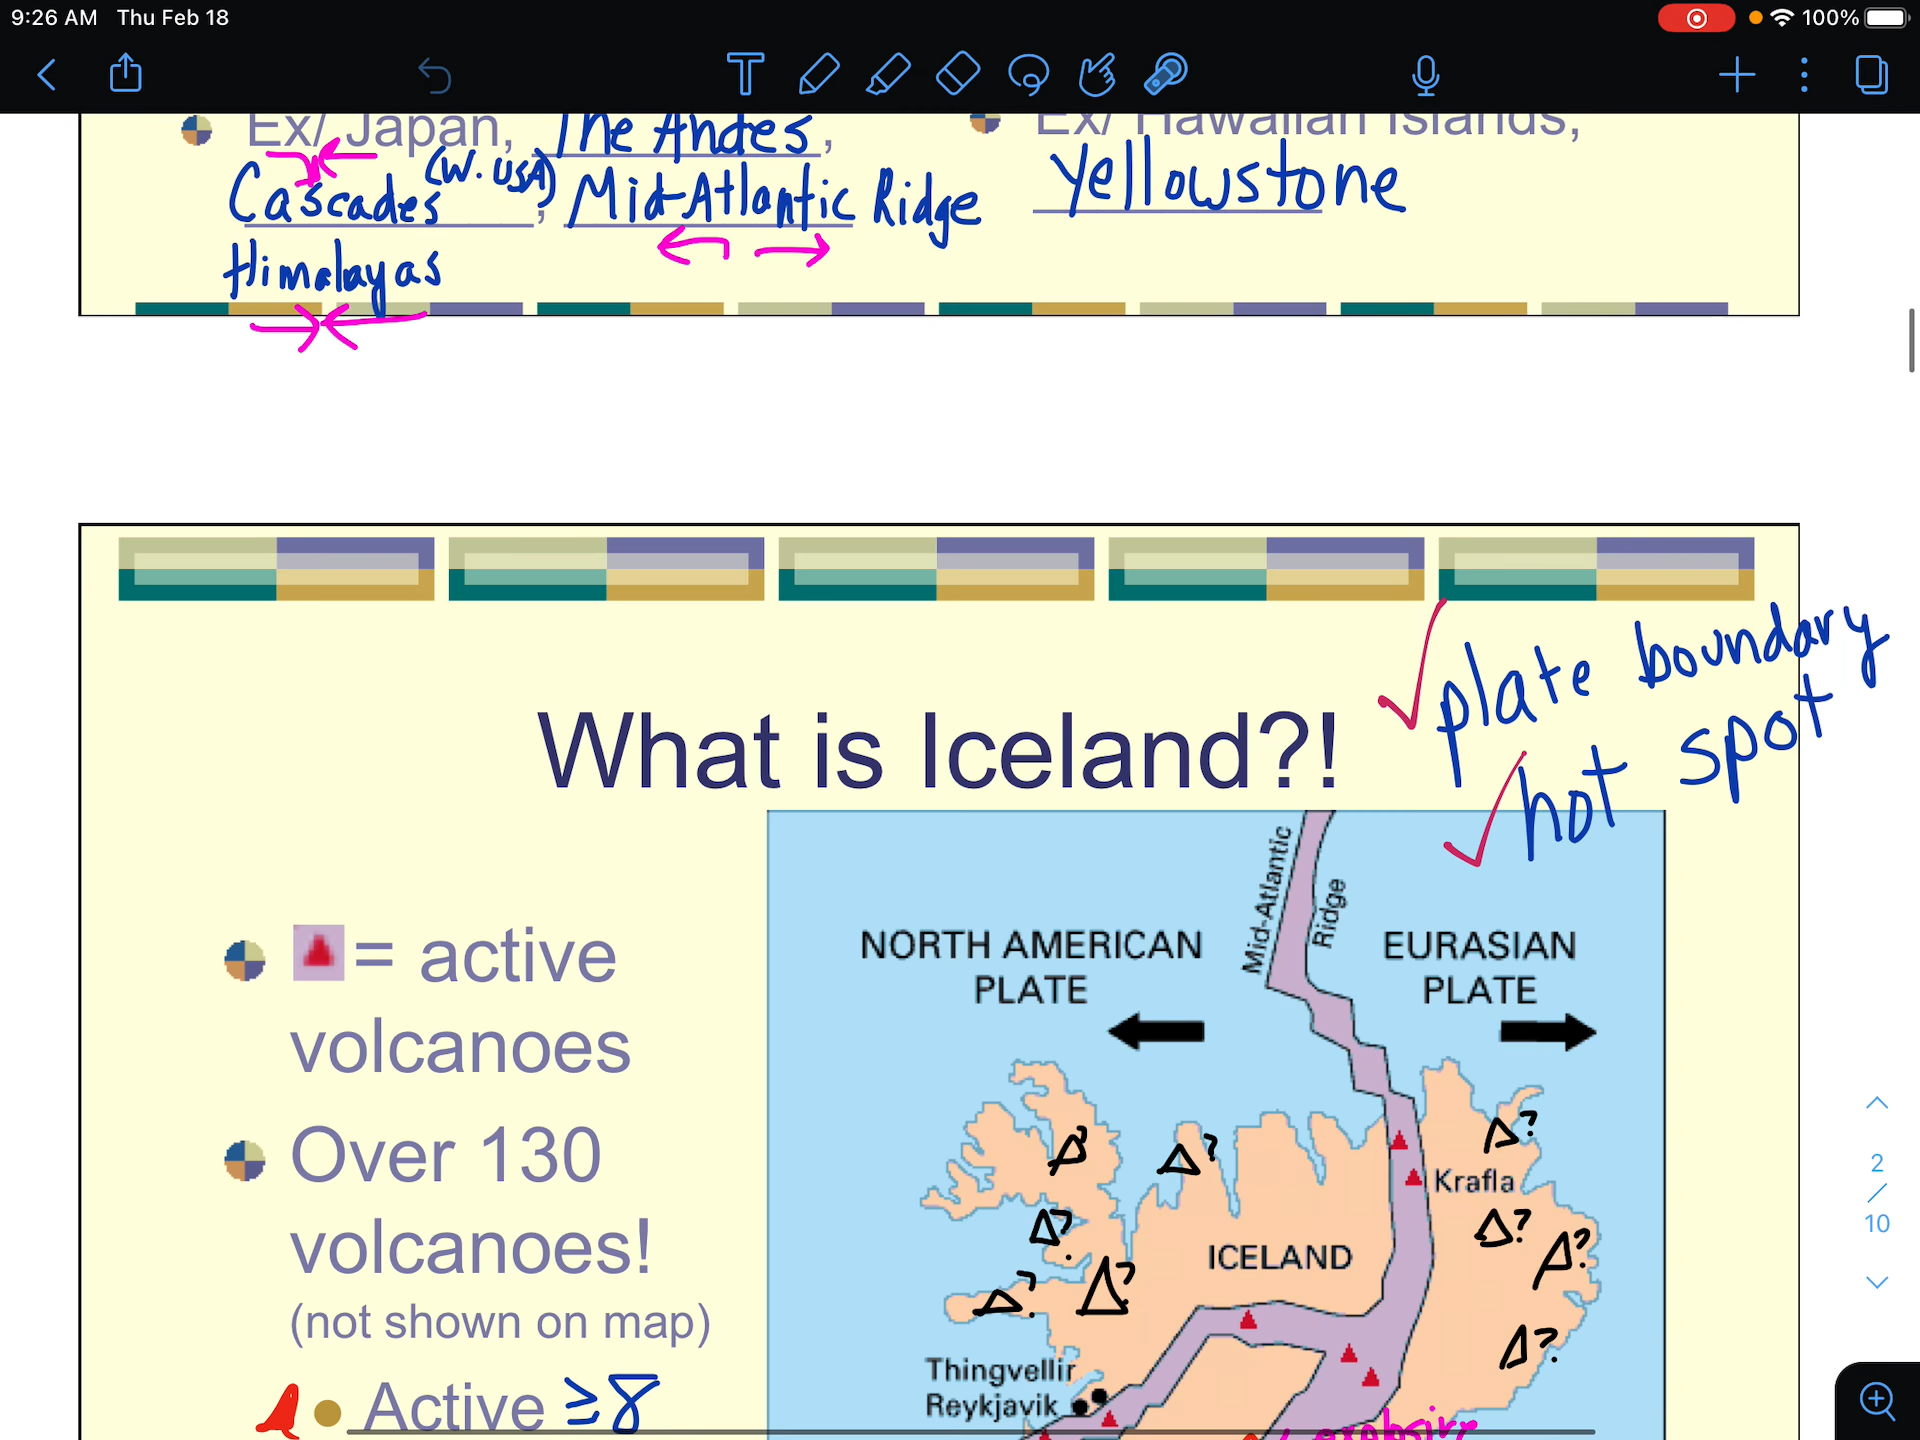 9:26 AM Thu Feb 18
100%
Ex/ Japan, The Andes,
Ex/ Hawaiian Islands,
Cascades (W. USA), Mid-Atlantic Ridge
Yellowstone
Himalayas
plate boundary
What is Iceland?!
hot spot
Mid-Atlantic
Ridge
NORTH AMERICAN
PLATE
EURASIAN
PLATE
= active
volcanoes
Over 130
volcanoes!
(not shown on map)
Active ≥8
?
?
?
?
?
?
?
?
?
Krafla
ICELAND
Thingvellir
Reykjavik
explosive
2
/
10